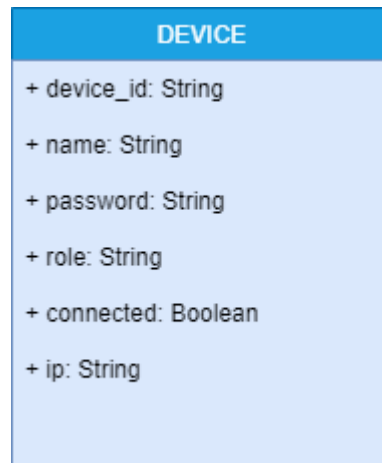 DEVICE
+ device_id: String
+ name: String
+ password: String
+ role: String
+ connected: Boolean
+ ip: String